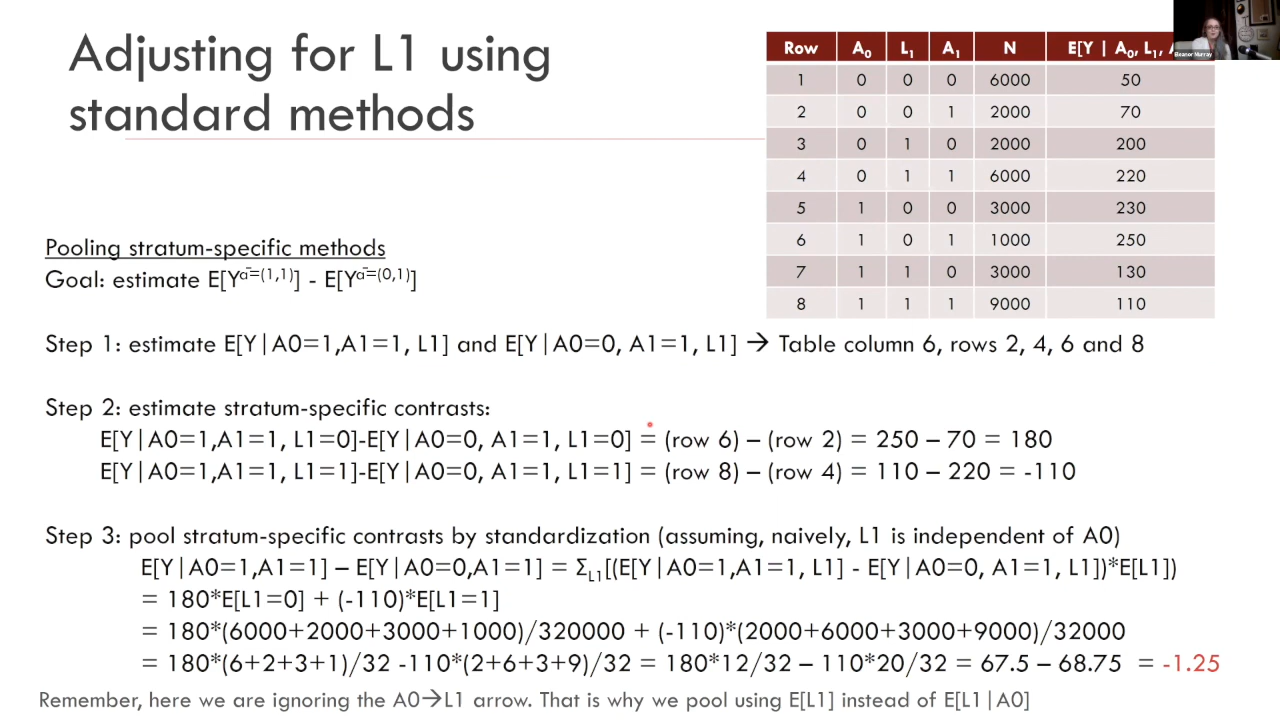 Adjusting for L1 using
standard methods
Eleanor Murray
Row A0 L1 A1 N E[Y | A0, L1,
1 0 0 0 6000 50
2 0 0 1 2000 70
3 0 1 0 2000 200
4 0 1 1 6000 220
5 1 0 0 3000 230
6 1 0 1 1000 250
7 1 1 0 3000 130
8 1 1 1 9000 110
Pooling stratum-specific methods
Goal: estimate E[Y^ā=(1,1)] - E[Y^ā=(0,1)]
Step 1: estimate E[Y|A0=1,A1=1, L1] and E[Y|A0=0, A1=1, L1] → Table column 6, rows 2, 4, 6 and 8
Step 2: estimate stratum-specific contrasts:
E[Y|A0=1,A1=1, L1=0]-E[Y|A0=0, A1=1, L1=0] = (row 6) – (row 2) = 250 – 70 = 180
E[Y|A0=1,A1=1, L1=1]-E[Y|A0=0, A1=1, L1=1] = (row 8) – (row 4) = 110 – 220 = -110
Step 3: pool stratum-specific contrasts by standardization (assuming, naively, L1 is independent of A0)
E[Y|A0=1,A1=1] – E[Y|A0=0,A1=1] = ΣL1[(E[Y|A0=1,A1=1, L1] - E[Y|A0=0, A1=1, L1])*E[L1])
= 180*E[L1=0] + (-110)*E[L1=1]
= 180*(6000+2000+3000+1000)/320000 + (-110)*(2000+6000+3000+9000)/32000
= 180*(6+2+3+1)/32 -110*(2+6+3+9)/32 = 180*12/32 – 110*20/32 = 67.5 – 68.75 = -1.25
Remember, here we are ignoring the A0→L1 arrow. That is why we pool using E[L1] instead of E[L1|A0]